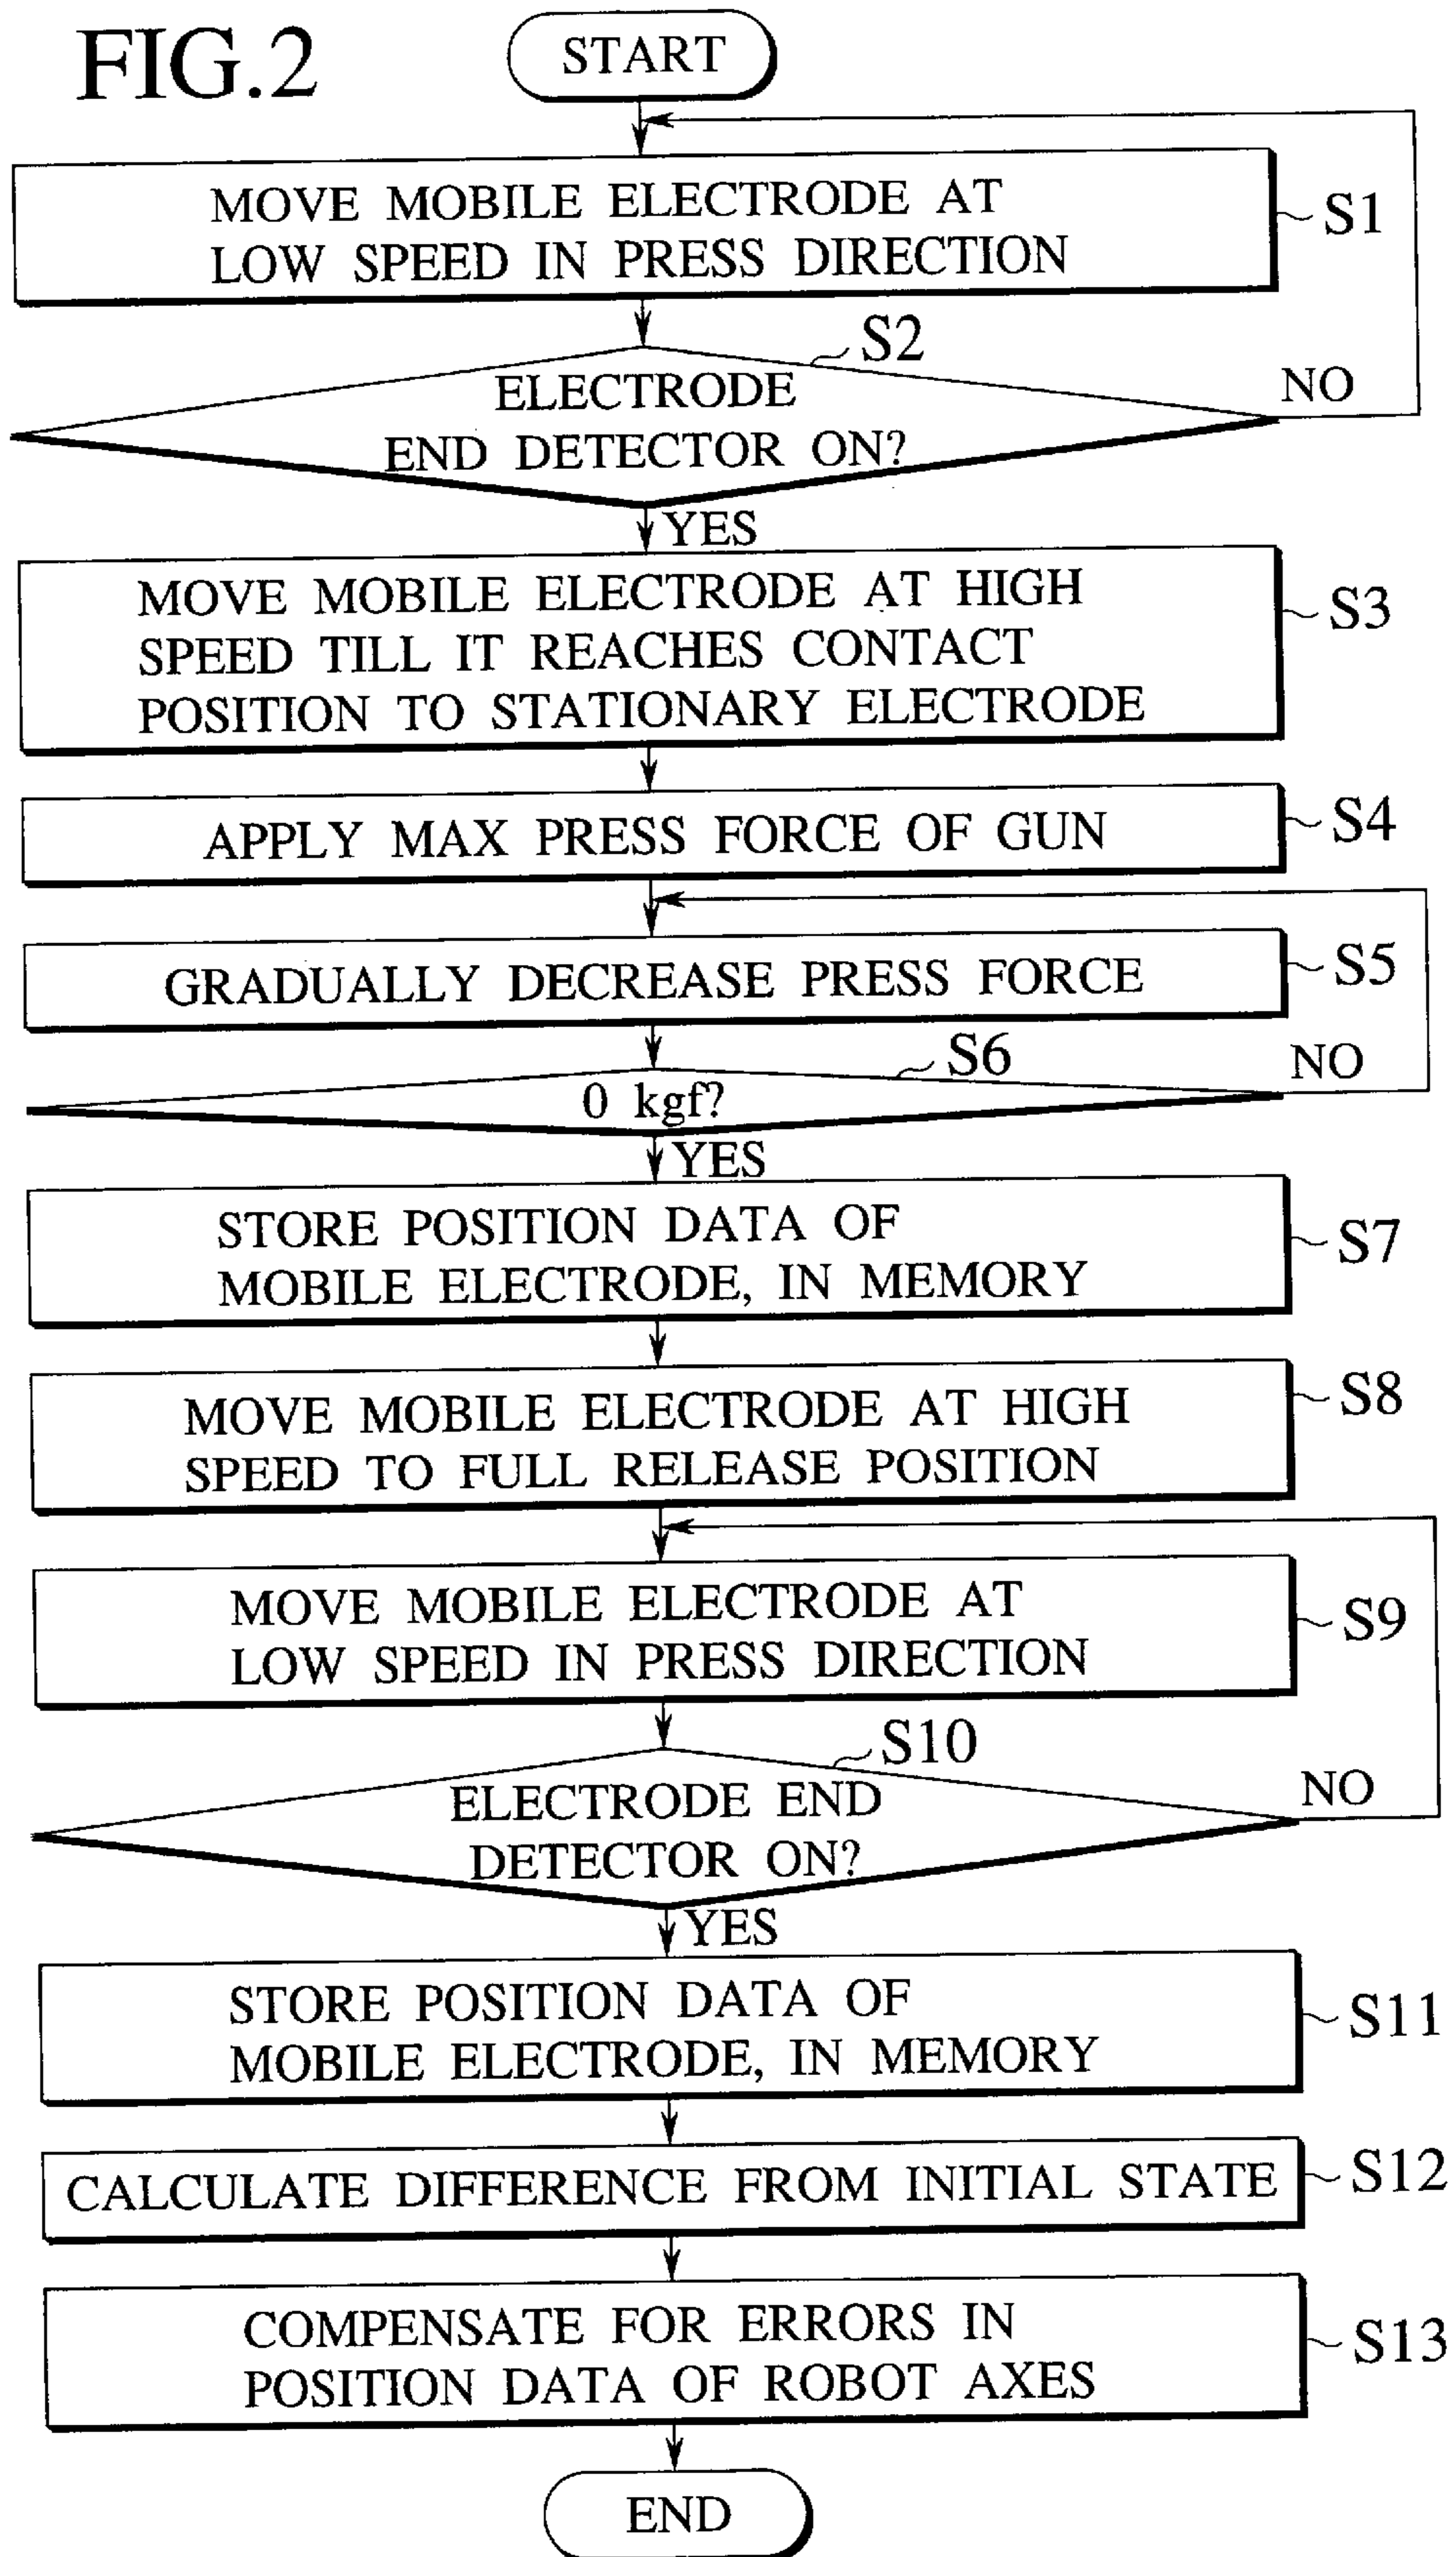 FIG.2
START
MOVE MOBILE ELECTRODE AT
LOW SPEED IN PRESS DIRECTION
S1
S2
ELECTRODE
END DETECTOR ON?
NO
YES
MOVE MOBILE ELECTRODE AT HIGH
SPEED TILL IT REACHES CONTACT
POSITION TO STATIONARY ELECTRODE
S3
APPLY MAX PRESS FORCE OF GUN
S4
GRADUALLY DECREASE PRESS FORCE
S5
S6
0 kgf?
NO
YES
STORE POSITION DATA OF
MOBILE ELECTRODE, IN MEMORY
S7
MOVE MOBILE ELECTRODE AT HIGH
SPEED TO FULL RELEASE POSITION
S8
MOVE MOBILE ELECTRODE AT
LOW SPEED IN PRESS DIRECTION
S9
S10
ELECTRODE END
DETECTOR ON?
NO
YES
STORE POSITION DATA OF
MOBILE ELECTRODE, IN MEMORY
S11
CALCULATE DIFFERENCE FROM INITIAL STATE
S12
COMPENSATE FOR ERRORS IN
POSITION DATA OF ROBOT AXES
S13
END